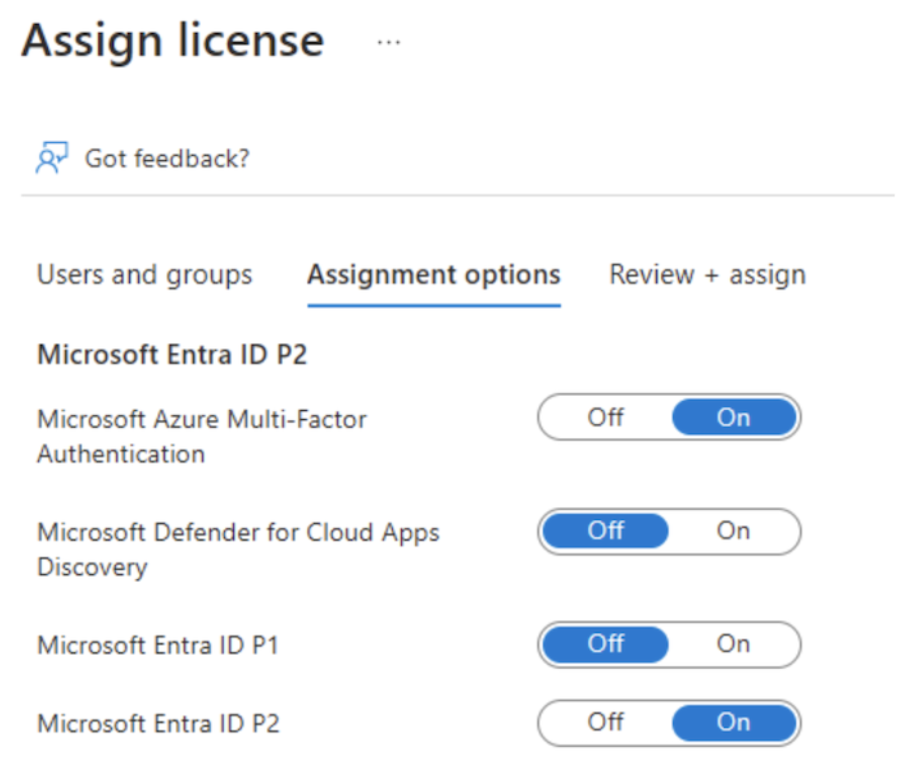 Assign license ...
Got feedback?
Users and groups Assignment options Review + assign
Microsoft Entra ID P2
Microsoft Azure Multi-Factor Off On
Authentication
Microsoft Defender for Cloud Apps Off On
Discovery
Microsoft Entra ID P1 Off On
Microsoft Entra ID P2 Off On